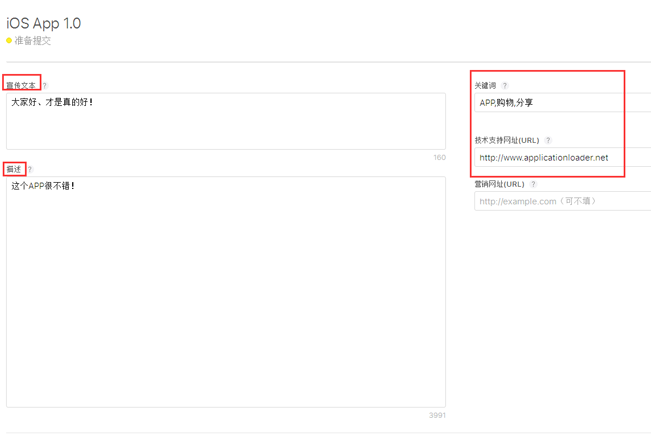 iOS App 1.0
准备提交
宣传文本 ?
大家好、才是真的好！
160
描述 ?
这个APP很不错！
3991
关键词 ?
APP,购物,分享
技术支持网址(URL) ?
http://www.applicationloader.net
营销网址(URL) ?
http://example.com（可不填）